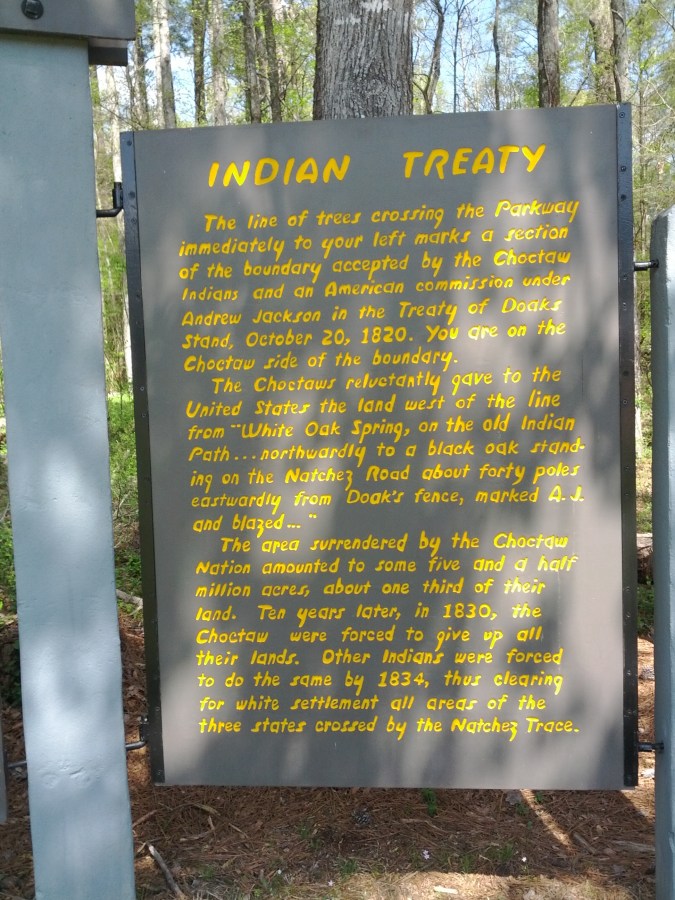 INDIAN TREATY
The line of trees crossing the Parkway
immediately to your left marks a section
of the boundary accepted by the Choctaw
Indians and an American commission under
Andrew Jackson in the Treaty of Doaks
Stand, October 20, 1820. You are on the
Choctaw side of the boundary.
The Choctaws reluctantly gave to the
United States the land west of the line
from "White Oak Spring, on the old Indian
Path...northwardly to a black oak stand-
ing on the Natchez Road about forty poles
eastwardly from Doak's fence, marked A.J.
and blazed..."
The area surrendered by the Choctaw
Nation amounted to some five and a half
million acres, about one third of their
land. Ten years later, in 1830, the
Choctaw were forced to give up all
their lands. Other Indians were forced
to do the same by 1834, thus clearing
for white settlement all areas of the
three states crossed by the Natchez Trace.